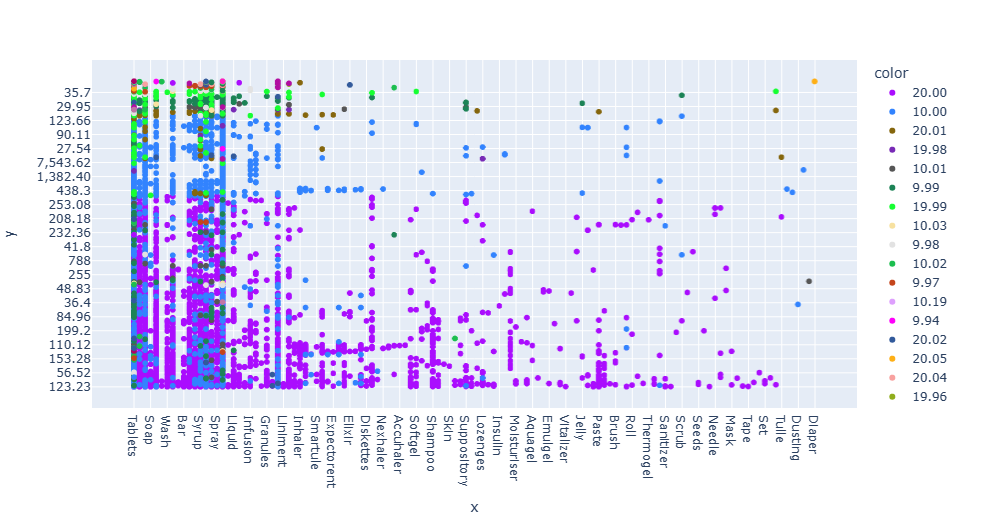 color
20.00
10.00
20.01
19.98
10.01
9.99
19.99
10.03
9.98
10.02
9.97
10.19
9.94
20.02
20.05
20.04
19.96
35.7
29.95
123.66
90.11
27.54
7,543.62
1,382.40
438.3
253.08
208.18
232.36
41.8
788
255
48.83
36.4
84.96
199.2
110.12
153.28
56.52
123.23
y
Tablets
Soap
Wash
Bar
Syrup
Spray
Liquid
Infusion
Granules
Liniment
Inhaler
Smartule
Expectorent
Elixir
Diskettes
Nexhaler
Accuhaler
Softgel
Shampoo
Skin
Suppository
Lozenges
Insulin
Moisturiser
Aquagel
Emulgel
Vitalizer
Jelly
Paste
Brush
Roll
Thermogel
Sanitizer
Scrub
Seeds
Needle
Mask
Tape
Set
Tulle
Dusting
Diaper
x